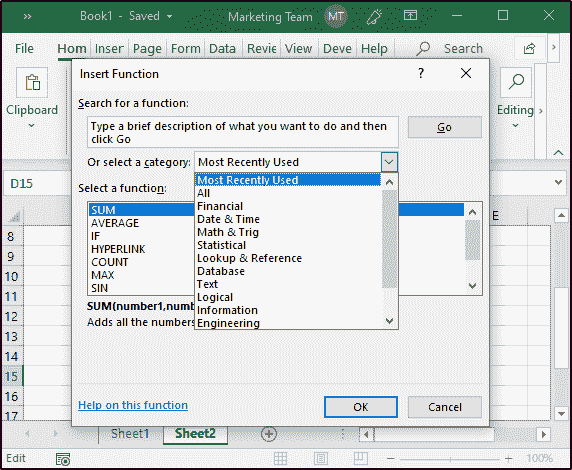 Book1 - Saved
Marketing Team MT
File Hom Inser Page Form Data Revie View Deve Help Search
Clipboard
Editing
D15
Insert Function
Search for a function:
Type a brief description of what you want to do and then
click Go
Go
Or select a category: Most Recently Used
Most Recently Used
All
Financial
Date & Time
Math & Trig
Statistical
Lookup & Reference
Database
Text
Logical
Information
Engineering
Select a function:
SUM
AVERAGE
IF
HYPERLINK
COUNT
MAX
SIN
SUM(number1,numb
Adds all the numbers
Help on this function
OK
Cancel
E
8
9
10
11
12
13
14
15
16
17
Sheet1
Sheet2
Edit
100%